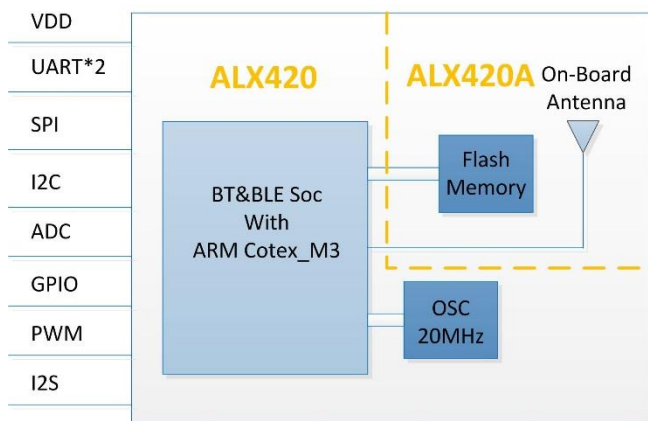 VDD
UART*2
SPI
I2C
ADC
GPIO
PWM
I2S
ALX420
ALX420A
On-Board
Antenna
Flash
Memory
BT&BLE Soc
With
ARM Cotex_M3
OSC
20MHz